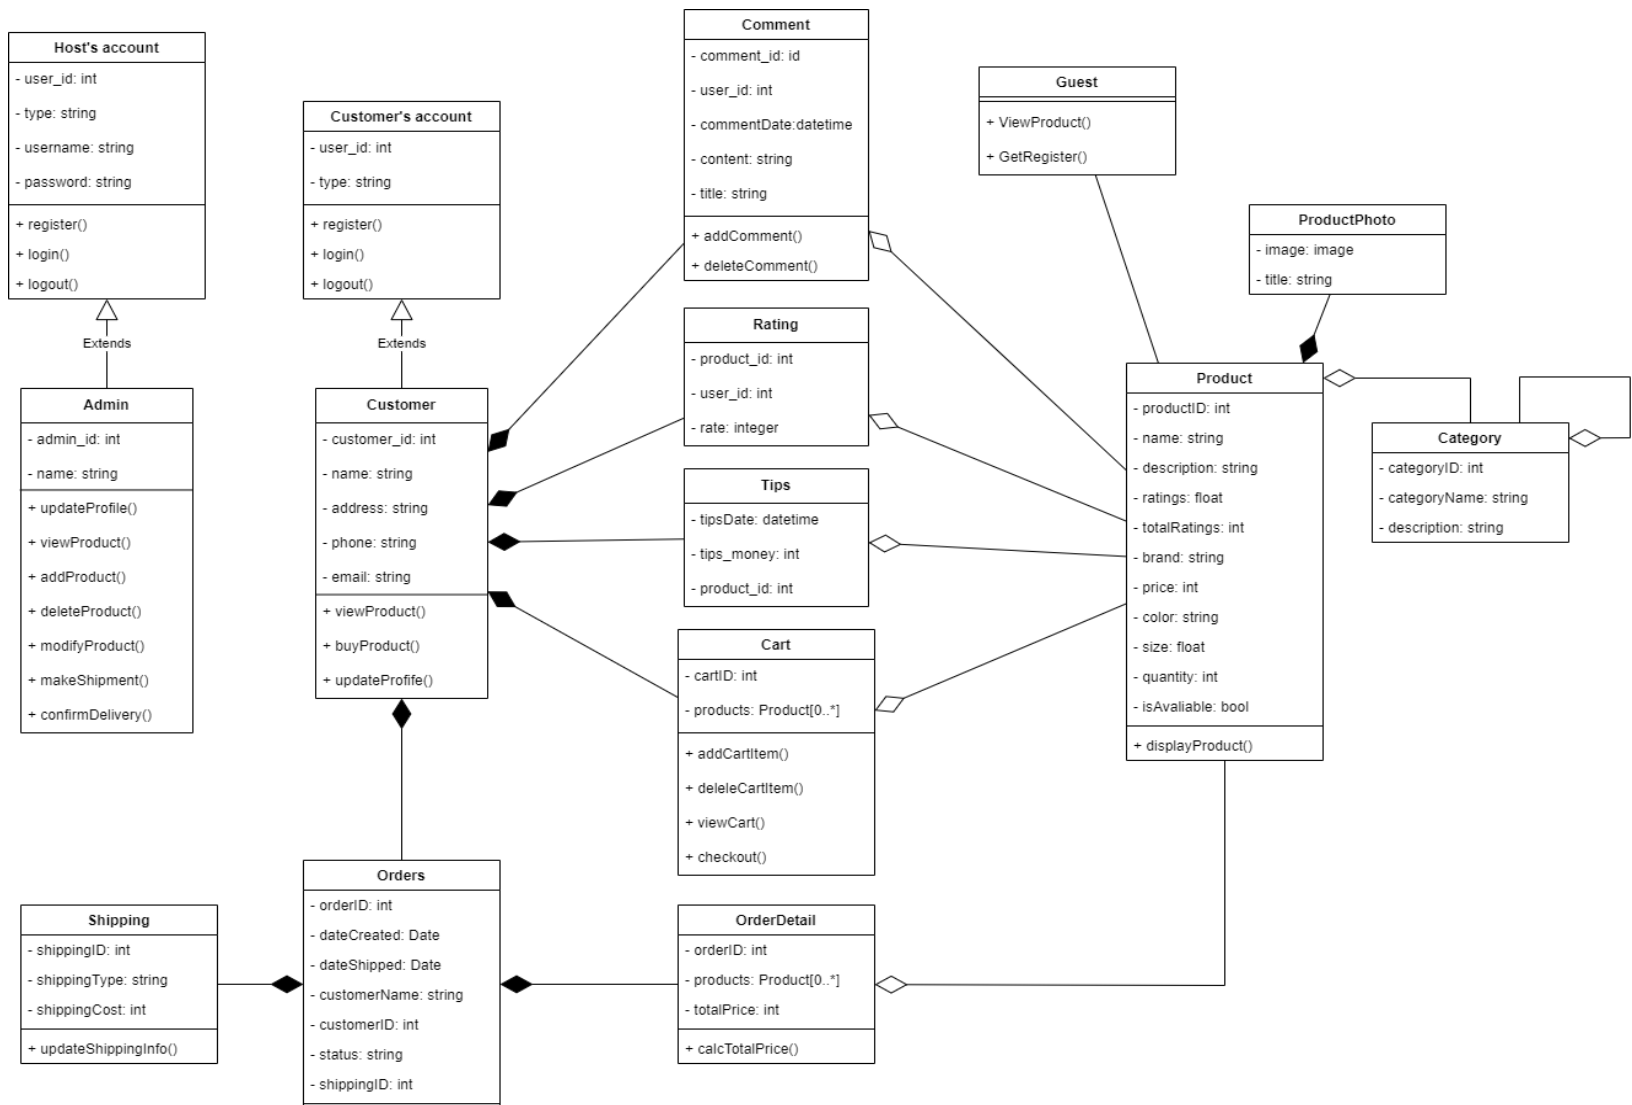 Host's account
- user_id: int
- type: string
- username: string
- password: string
+ register()
+ login()
+ logout()
Extends
Admin
- admin_id: int
- name: string
+ updateProfile()
+ viewProduct()
+ addProduct()
+ deleteProduct()
+ modifyProduct()
+ makeShipment()
+ confirmDelivery()
Customer's account
- user_id: int
- type: string
+ register()
+ login()
+ logout()
Extends
Customer
- customer_id: int
- name: string
- address: string
- phone: string
- email: string
+ viewProduct()
+ buyProduct()
+ updateProfife()
Comment
- comment_id: id
- user_id: int
- commentDate:datetime
- content: string
- title: string
+ addComment()
+ deleteComment()
Rating
- product_id: int
- user_id: int
- rate: integer
Tips
- tipsDate: datetime
- tips_money: int
- product_id: int
Cart
- cartID: int
- products: Product[0..*]
+ addCartItem()
+ deleleCartItem()
+ viewCart()
+ checkout()
Guest
+ ViewProduct()
+ GetRegister()
ProductPhoto
- image: image
- title: string
Product
- productID: int
- name: string
- description: string
- ratings: float
- totalRatings: int
- brand: string
- price: int
- color: string
- size: float
- quantity: int
- isAvaliable: bool
+ displayProduct()
Category
- categoryID: int
- categoryName: string
- description: string
Shipping
- shippingID: int
- shippingType: string
- shippingCost: int
+ updateShippingInfo()
Orders
- orderID: int
- dateCreated: Date
- dateShipped: Date
- customerName: string
- customerID: int
- status: string
- shippingID: int
OrderDetail
- orderID: int
- products: Product[0..*]
- totalPrice: int
+ calcTotalPrice()